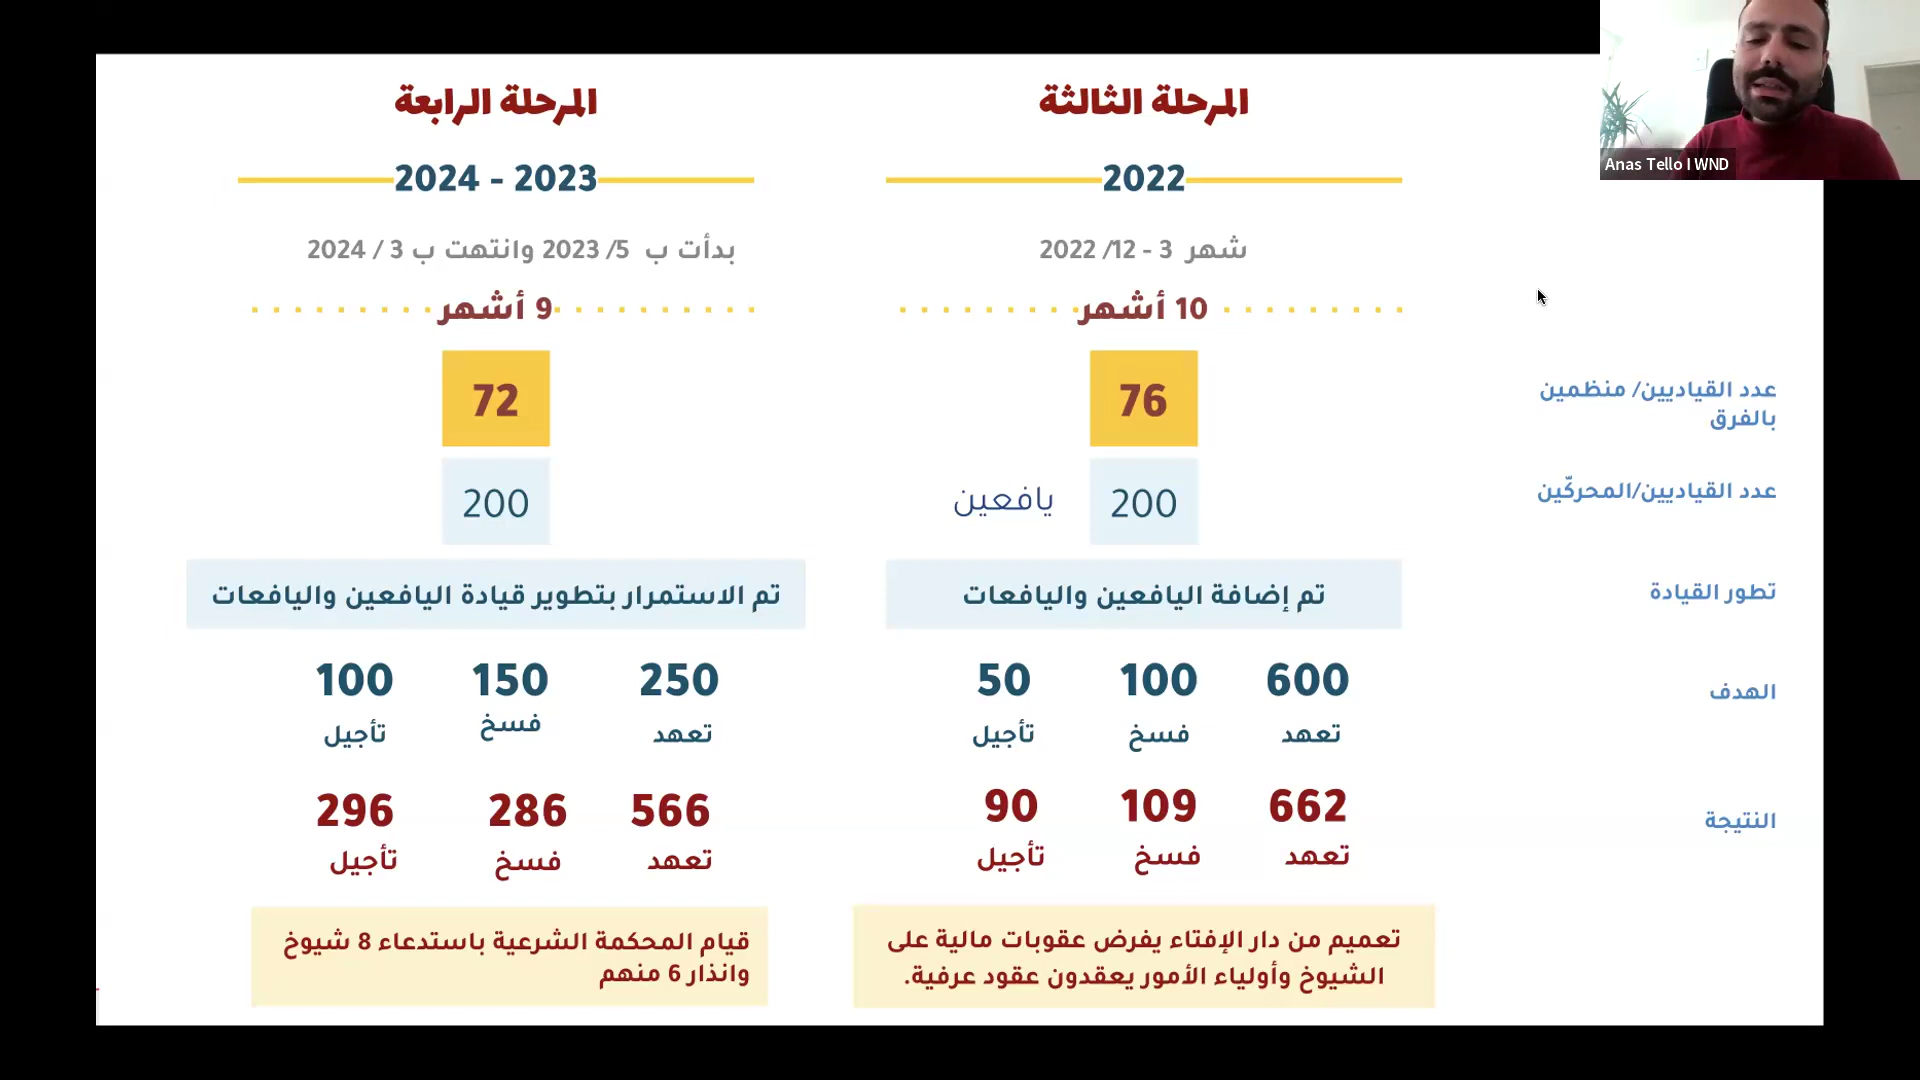 المرحلة الثالثة
المرحلة الرابعة
2022
2023 - 2024
شهر 3 - 12/ 2022
بدأت ب 5/ 2023 وانتهت ب 3 / 2024
10 أشهر
9 أشهر
عدد القياديين/ منظمين
بالفرق
76
72
عدد القياديين/المحركّين
200
يافعين
200
تطور القيادة
تم إضافة اليافعين واليافعات
تم الاستمرار بتطوير قيادة اليافعين واليافعات
الهدف
600 100 50
تعهد فسخ تأجيل
250 150 100
تعهد فسخ تأجيل
النتيجة
662 109 90
تعهد فسخ تأجيل
566 286 296
تعهد فسخ تأجيل
تعميم من دار الإفتاء يفرض عقوبات مالية على
الشيوخ وأولياء الأمور يعقدون عقود عرفية.
قيام المحكمة الشرعية باستدعاء 8 شيوخ
وانذار 6 منهم
Anas Tello I WND